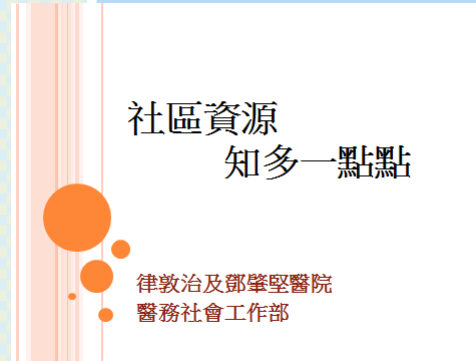 社區資源
知多一點點
律敦治及鄧肇堅醫院
醫務社會工作部